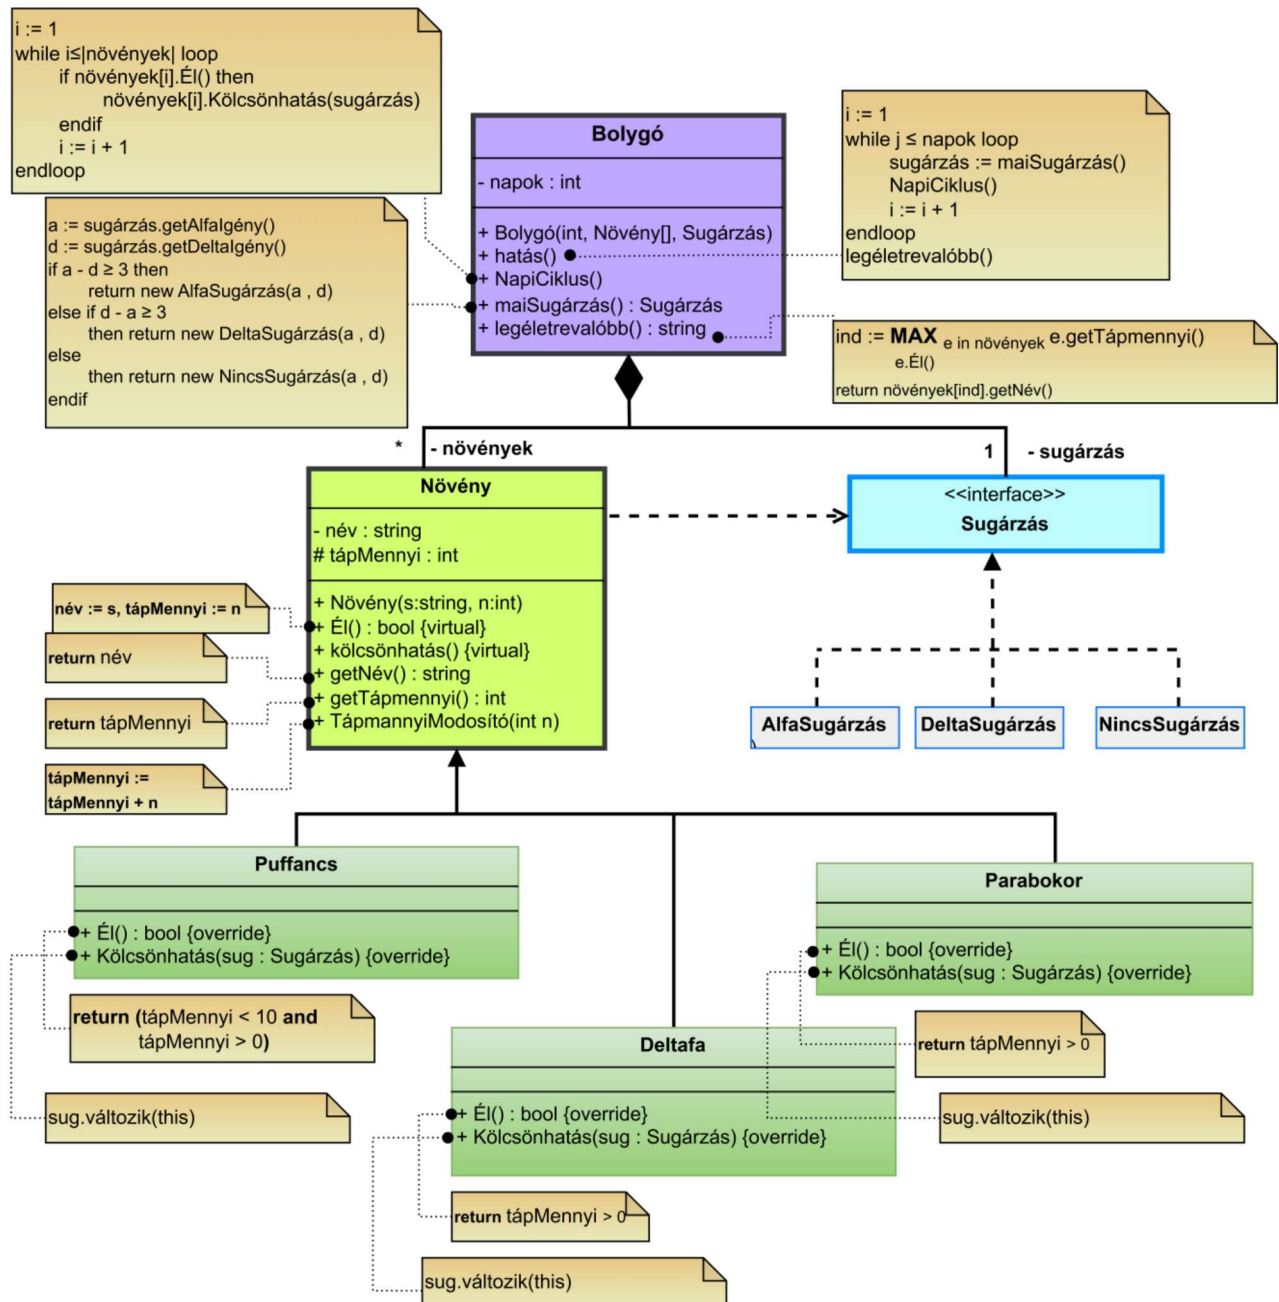 i := 1
while i≤|növények| loop
if növények[i].Él() then
növények[i].Kölcsönhatás(sugárzás)
endif
i := i + 1
endloop
a := sugárzás.getAlfaIgény()
d := sugárzás.getDeltaIgény()
if a - d ≥ 3 then
return new AlfaSugárzás(a , d)
else if d - a ≥ 3
then return new DeltaSugárzás(a , d)
else
then return new NincsSugárzás(a , d)
endif
Bolygó
- napok : int
+ Bolygó(int, Növény[], Sugárzás)
+ hatás()
+ NapiCiklus()
+ maiSugárzás() : Sugárzás
+ legéletrevalóbb() : string
i := 1
while j ≤ napok loop
sugárzás := maiSugárzás()
NapiCiklus()
i := i + 1
endloop
legéletrevalóbb()
ind := MAX e in növények e.getTápmennyi()
e.Él()
return növények[ind].getNév()
* - növények
1 - sugárzás
Növény
- név : string
# tápMennyi : int
+ Növény(s:string, n:int)
+ Él() : bool {virtual}
+ kölcsönhatás() {virtual}
+ getNév() : string
+ getTápmennyi() : int
+ TápmannyiModosító(int n)
<<interface>>
Sugárzás
név := s, tápMennyi := n
return név
return tápMennyi
tápMennyi :=
tápMennyi + n
AlfaSugárzás
)
DeltaSugárzás
NincsSugárzás
Puffancs
+ Él() : bool {override}
+ Kölcsönhatás(sug : Sugárzás) {override}
return (tápMennyi < 10 and
tápMennyi > 0)
sug.változik(this)
Deltafa
+ Él() : bool {override}
+ Kölcsönhatás(sug : Sugárzás) {override}
return tápMennyi > 0
sug.változik(this)
Parabokor
+ Él() : bool {override}
+ Kölcsönhatás(sug : Sugárzás) {override}
return tápMennyi > 0
sug.változik(this)